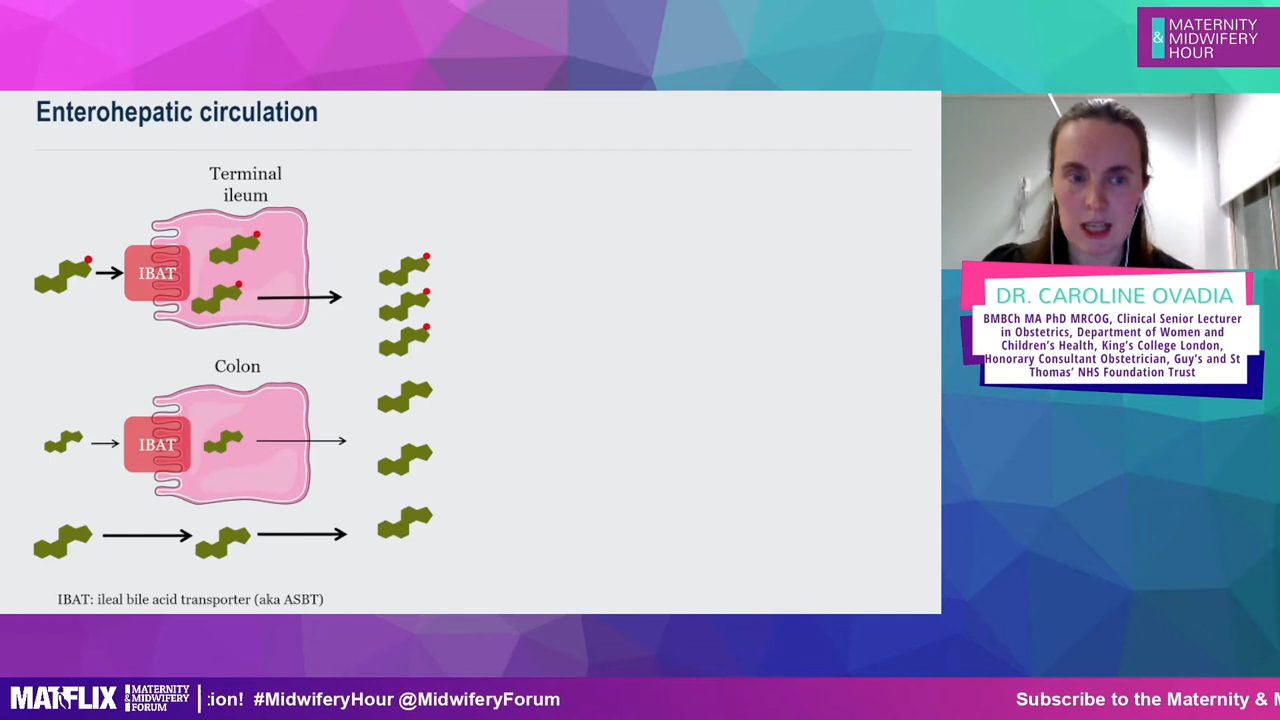 & MATERNITY
MIDWIFERY
HOUR
Enterohepatic circulation
Terminal
ileum
IBAT
Colon
IBAT
IBAT: ileal bile acid transporter (aka ASBT)
DR. CAROLINE OVADIA
BMBCh MA PhD MRCOG, Clinical Senior Lecturer
in Obstetrics, Department of Women and
Children's Health, King's College London,
Honorary Consultant Obstetrician, Guy's and St
Thomas' NHS Foundation Trust
MATFLIX
MATERNITY
& MIDWIFERY
FORUM
:ion! #MidwiferyHour @MidwiferyForum
Subscribe to the Maternity &